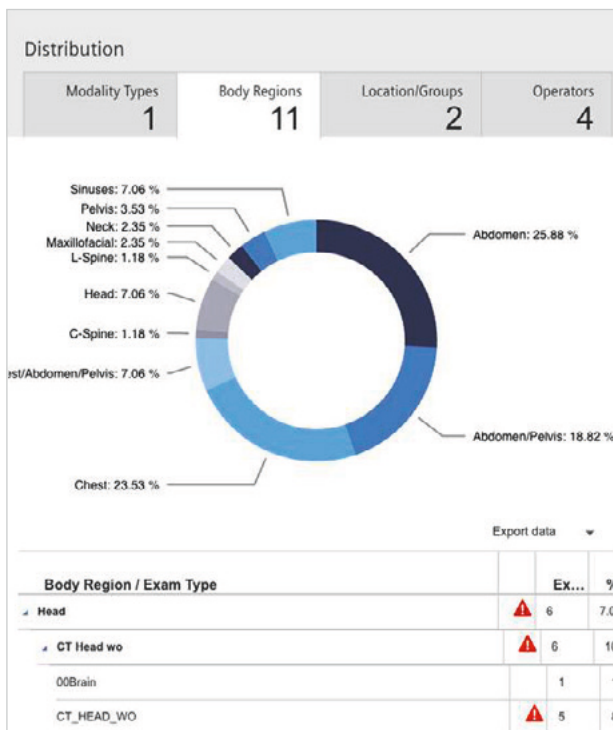 Distribution
Modality Types Body Regions Location/Groups Operators
1 11 2 4
Sinuses: 7.06 %
Pelvis: 3.53 %
Neck: 2.35 %
Maxillofacial: 2.35 %
L-Spine: 1.18 %
Head: 7.06 %
C-Spine: 1.18 %
est/Abdomen/Pelvis: 7.06 %
Chest: 23.53 %
Abdomen: 25.88 %
Abdomen/Pelvis: 18.82 %
Export data
Body Region / Exam Type Ex... %
Head 6 7.0
CT Head wo 6 10
00Brain 1
CT_HEAD_WO 5